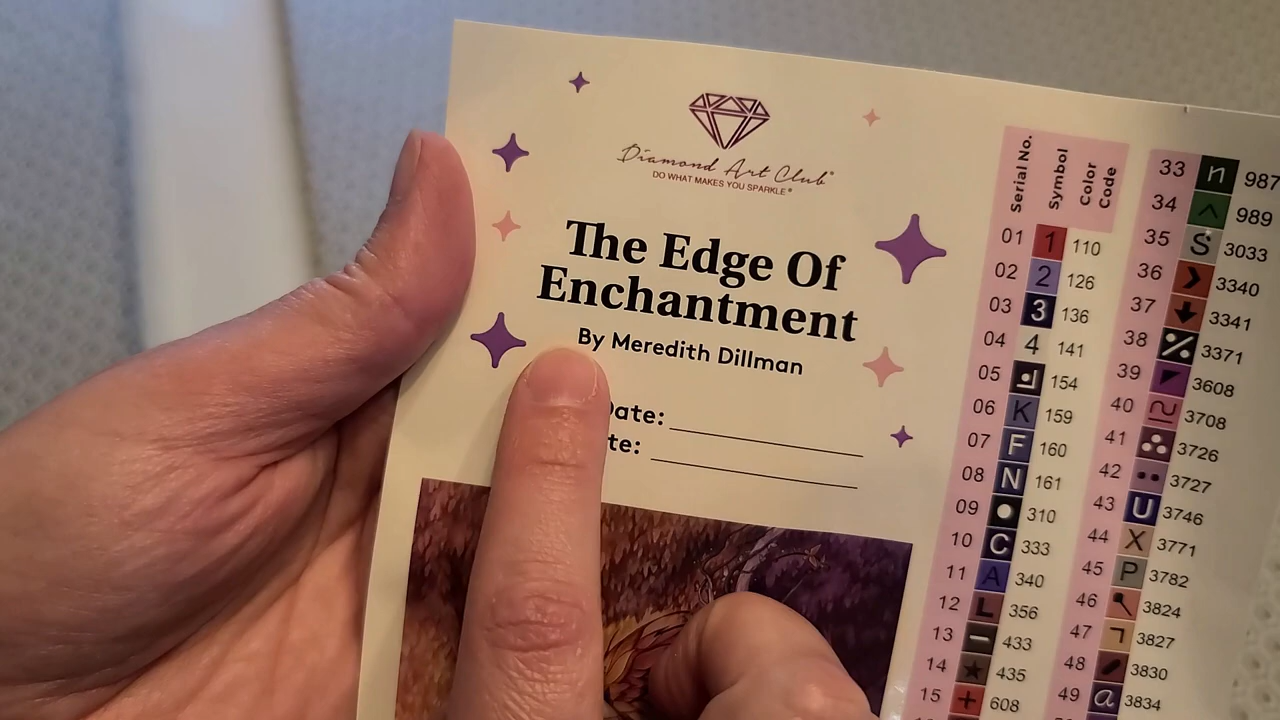 Diamond Art Club®
DO WHAT MAKES YOU SPARKLE®
The Edge Of
Enchantment
By Meredith Dillman
Date:
Serial No. Symbol Color Code
01 1 110
02 2 126
03 3 136
04 4 141
05 154
06 K 159
07 F 160
08 N 161
09 310
10 C 333
11 A 340
12 L 356
13 433
14 ★ 435
15 + 608
33 n 987
34 ^ 989
35 S 3033
36 3340
37 3341
38 % 3371
39 3608
40 3708
41 3726
42 3727
43 U 3746
44 X 3771
45 P 3782
46 3824
47 3827
48 3830
49 a 3834